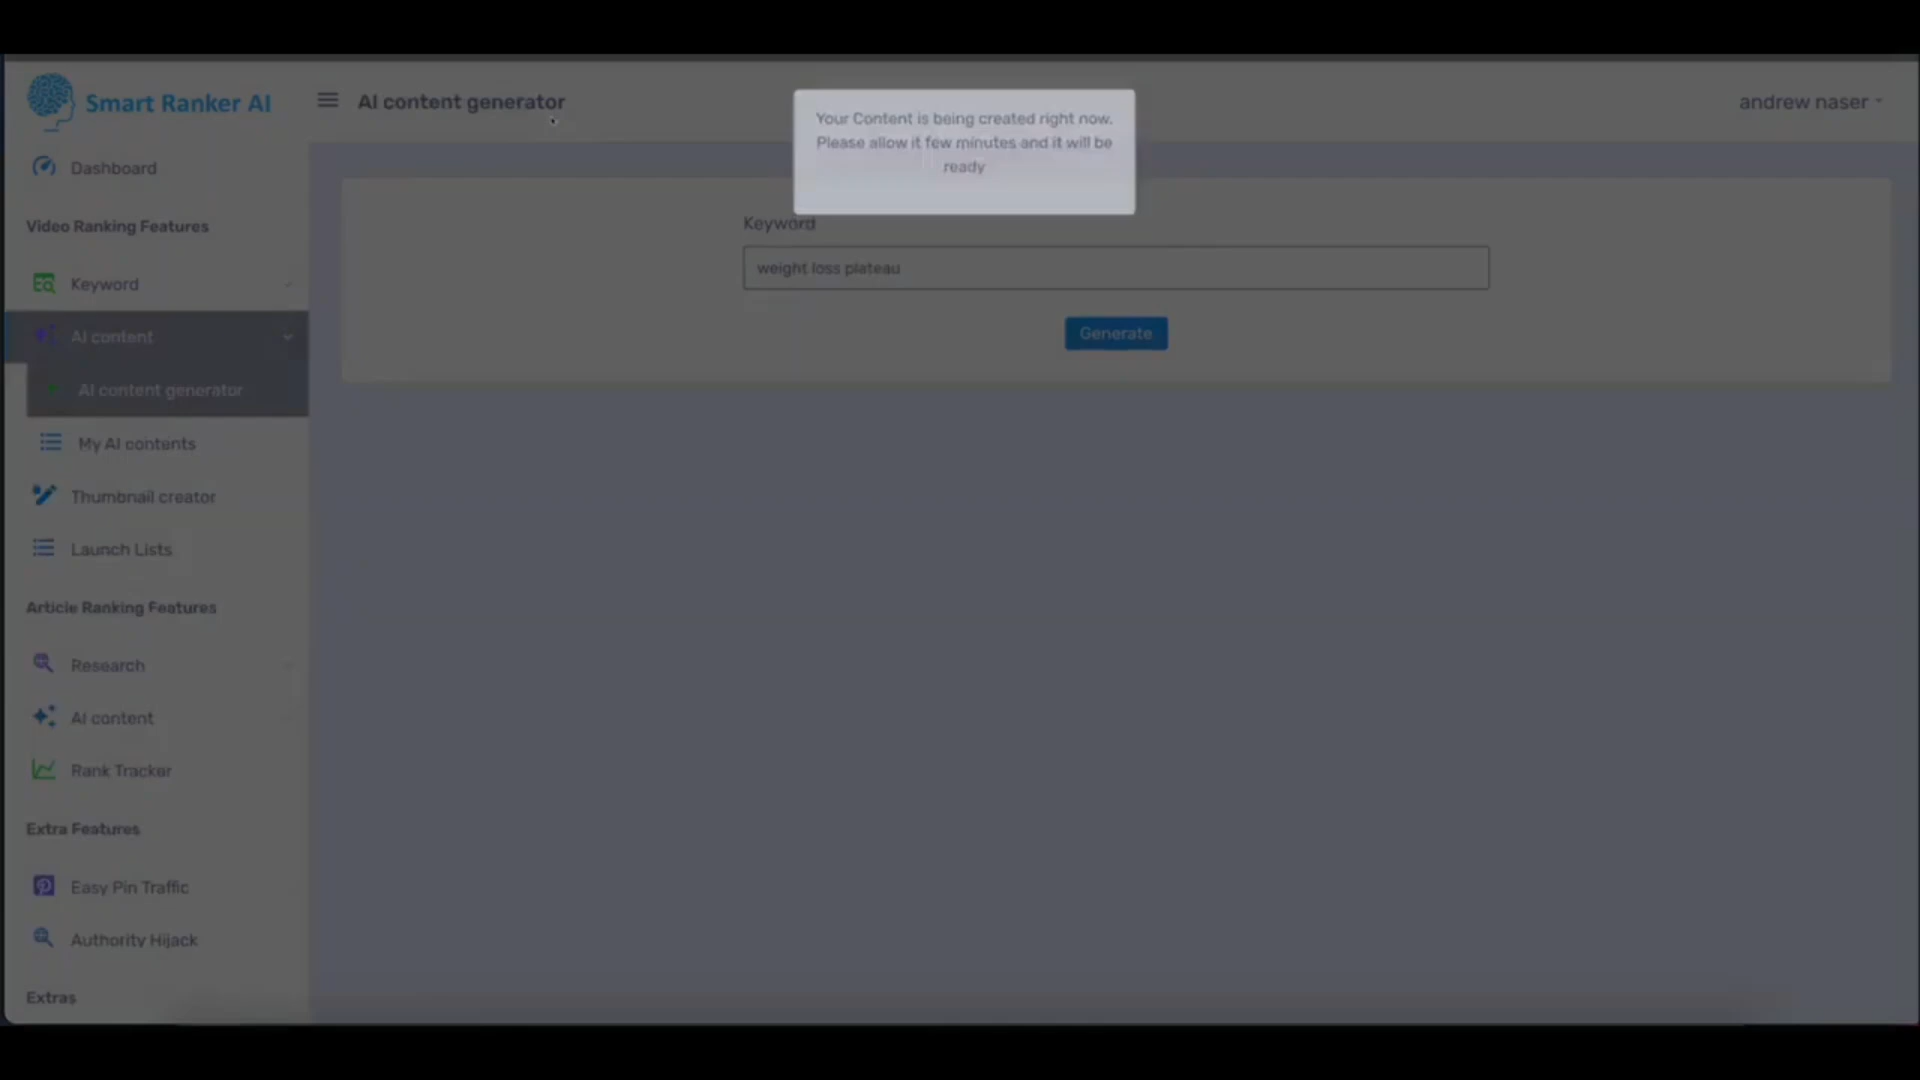 Smart Ranker AI
AI content generator
andrew naser
Your Content is being created right now.
Please allow it few minutes and it will be
ready
Dashboard
Video Ranking Features
Keyword
AI content
AI content generator
My AI contents
Thumbnail creator
Launch Lists
Article Ranking Features
Research
AI content
Rank Tracker
Extra Features
Easy Pin Traffic
Authority Hijack
Extras
Keyword
weight loss plateau
Generate